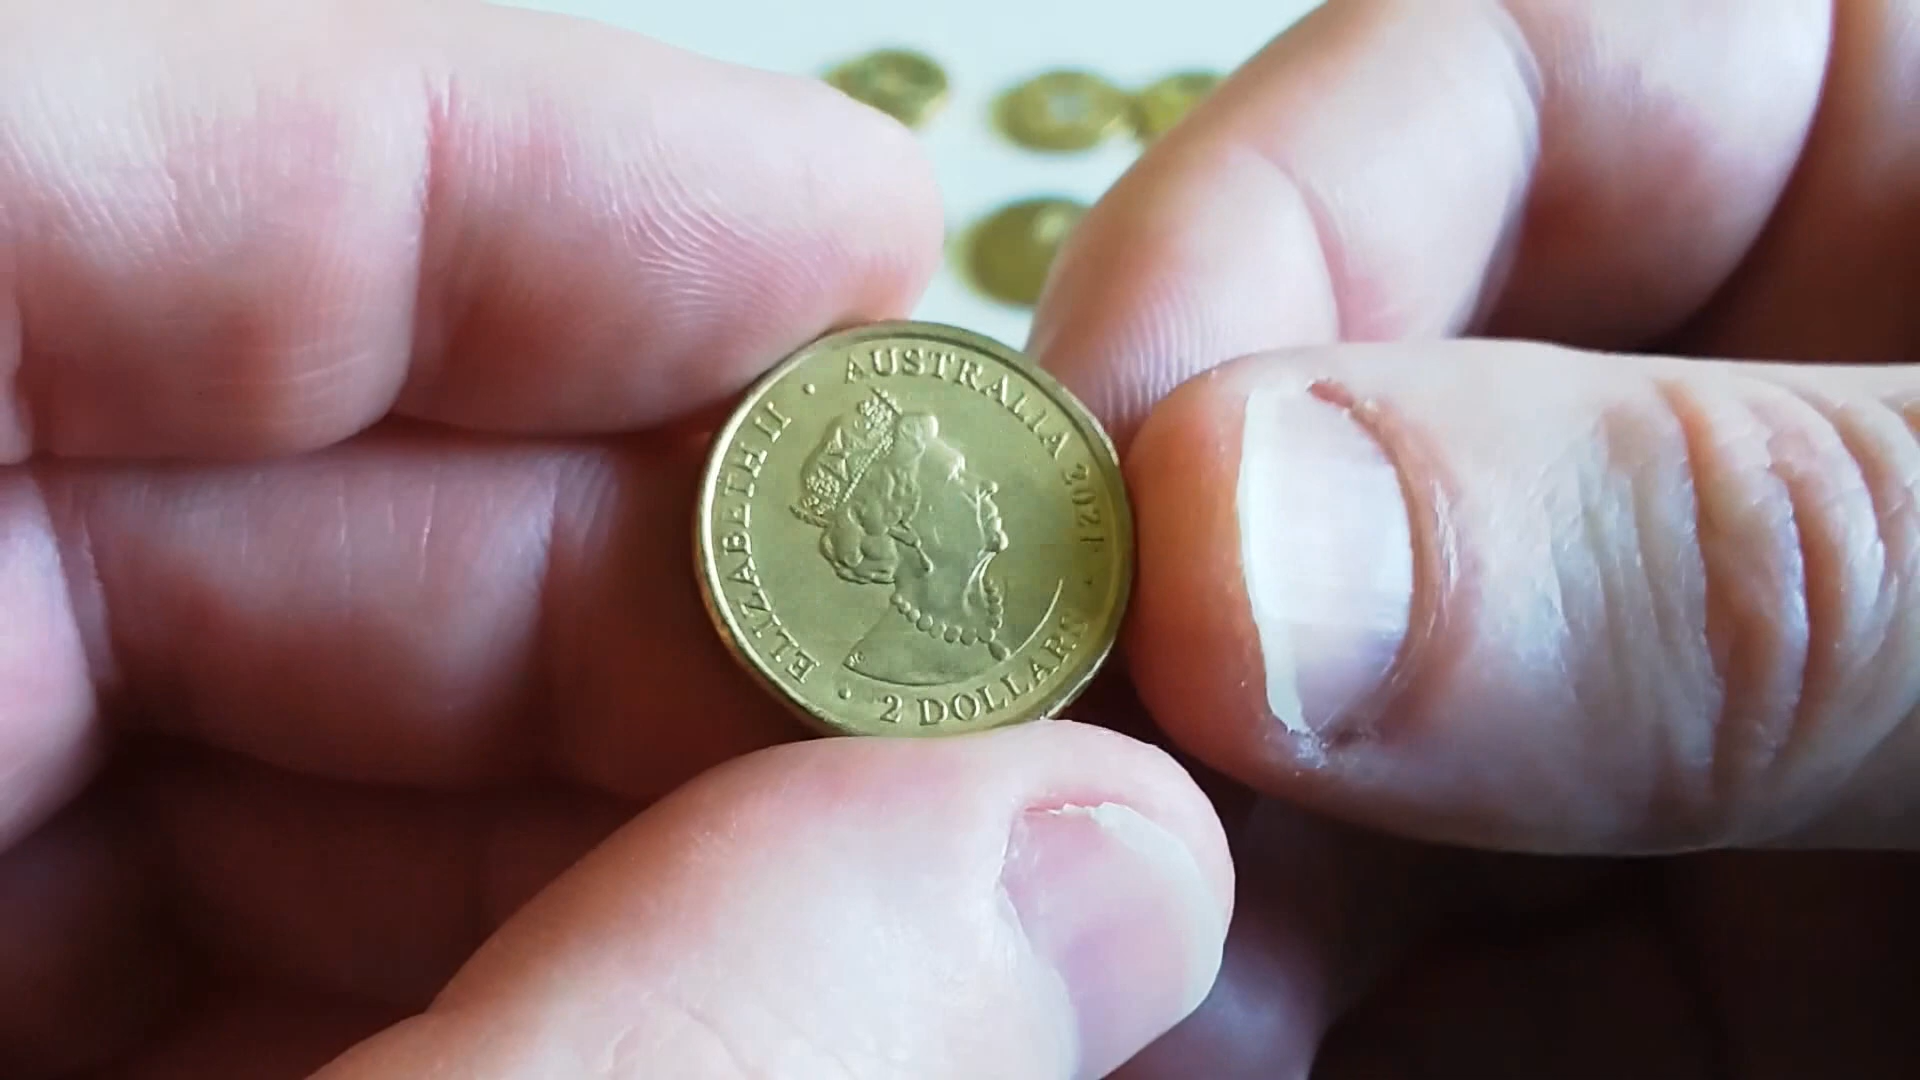 ELIZABETH II • AUSTRALIA 2021 •
• 2 DOLLARS